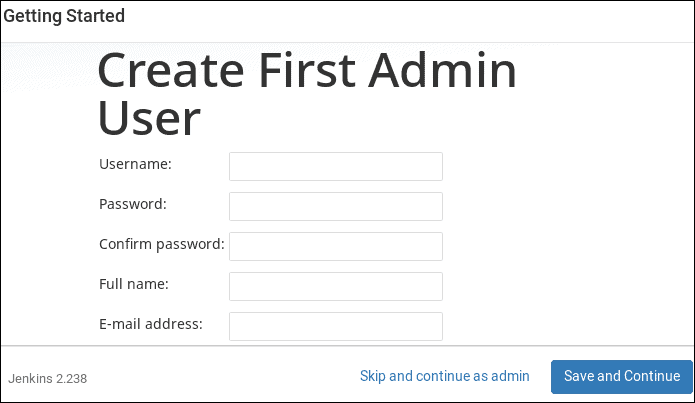 Getting Started
Create First Admin
User
Username:
Password:
Confirm password:
Full name:
E-mail address:
Jenkins 2.238
Skip and continue as admin
Save and Continue